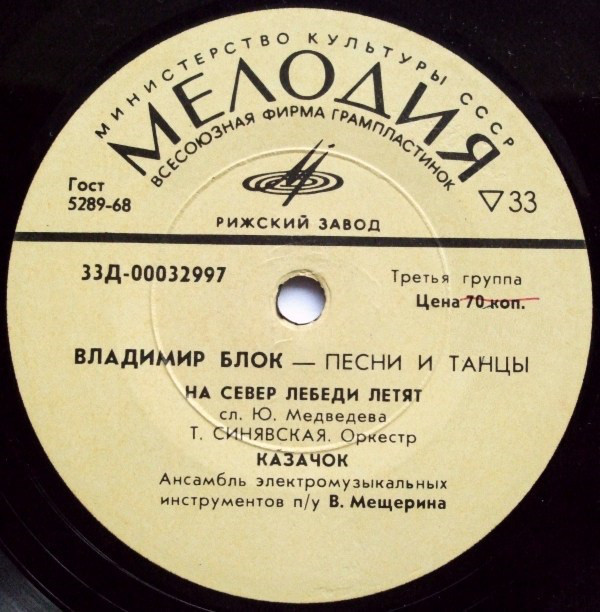 МИНИСТЕРСТВО КУЛЬТУРЫ СССР
МЕЛОДИЯ
ВСЕСОЮЗНАЯ ФИРМА ГРАМПЛАСТИНОК
Гост
5289-68
▽33
РИЖСКИЙ ЗАВОД
33Д-00032997
Третья группа
Цена 70 коп.
ВЛАДИМИР БЛОК — ПЕСНИ И ТАНЦЫ
НА СЕВЕР ЛЕБЕДИ ЛЕТЯТ
сл. Ю. Медведева
Т. СИНЯВСКАЯ. Оркестр
КАЗАЧОК
Ансамбль электромузыкальных
инструментов п/у В. Мещерина